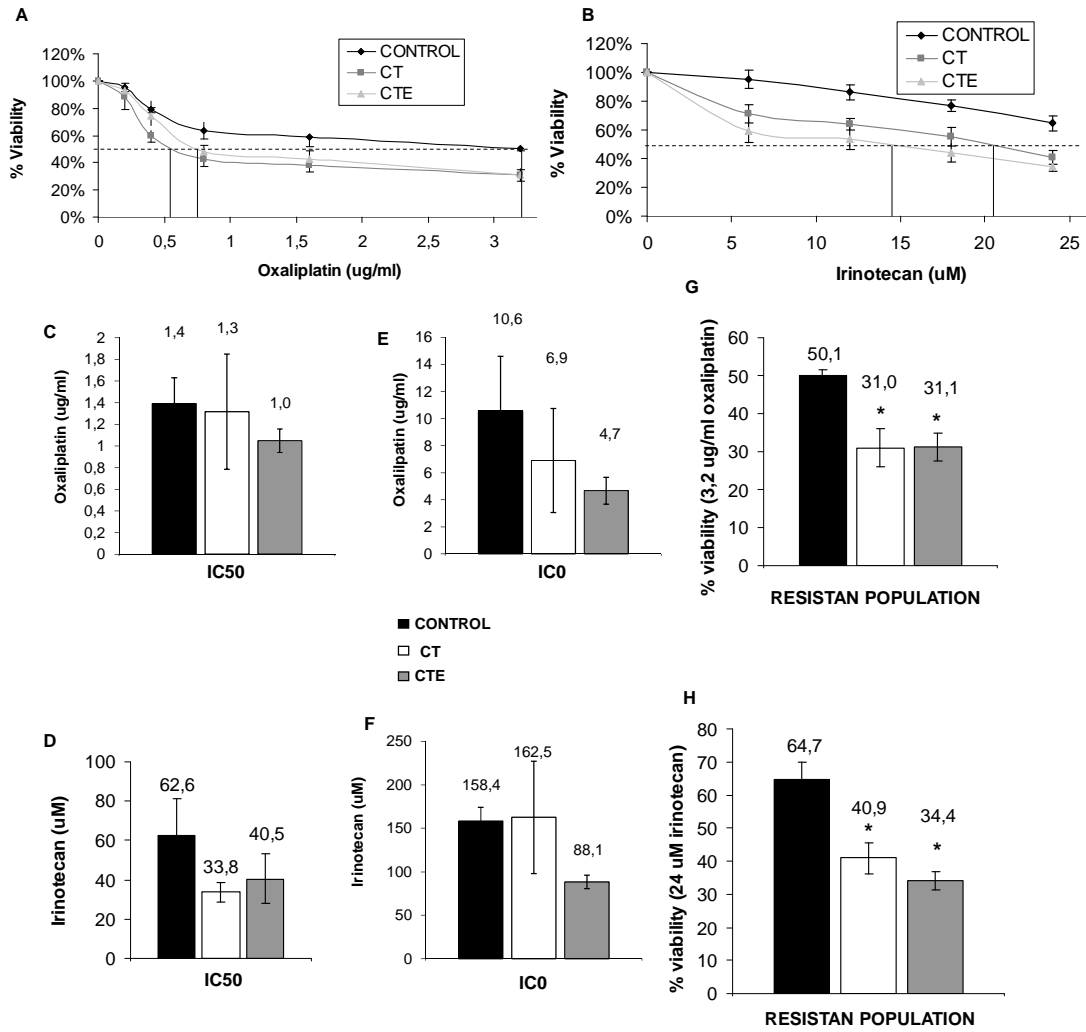 A
CONTROL
CT
CTE
% Viability
120%
100%
80%
60%
40%
20%
0%
0
0,5
1
1,5
2
2,5
3
Oxaliplatin (ug/ml)
B
CONTROL
CT
CTE
% Viability
120%
100%
80%
60%
40%
20%
0%
0
5
10
15
20
25
Irinotecan (uM)
C
Oxaliplatin (ug/ml)
2
1,8
1,6
1,4
1,2
1
0,8
0,6
0,4
0,2
0
1,4
1,3
1,0
IC50
E
Oxalilpatin (ug/ml)
16
14
12
10
8
6
4
2
0
10,6
6,9
4,7
IC0
G
% viability (3,2 ug/ml oxaliplatin)
60
50
40
30
20
10
0
50,1
31,0
31,1
*
*
RESISTAN POPULATION
CONTROL
CT
CTE
D
Irinotecan (uM)
100
80
60
40
20
0
62,6
33,8
40,5
IC50
F
Irinotecan (uM)
250
200
150
100
50
0
158,4
162,5
88,1
IC0
H
% viability (24 uM irinotecan)
80
70
60
50
40
30
20
10
0
64,7
40,9
34,4
*
*
RESISTAN POPULATION